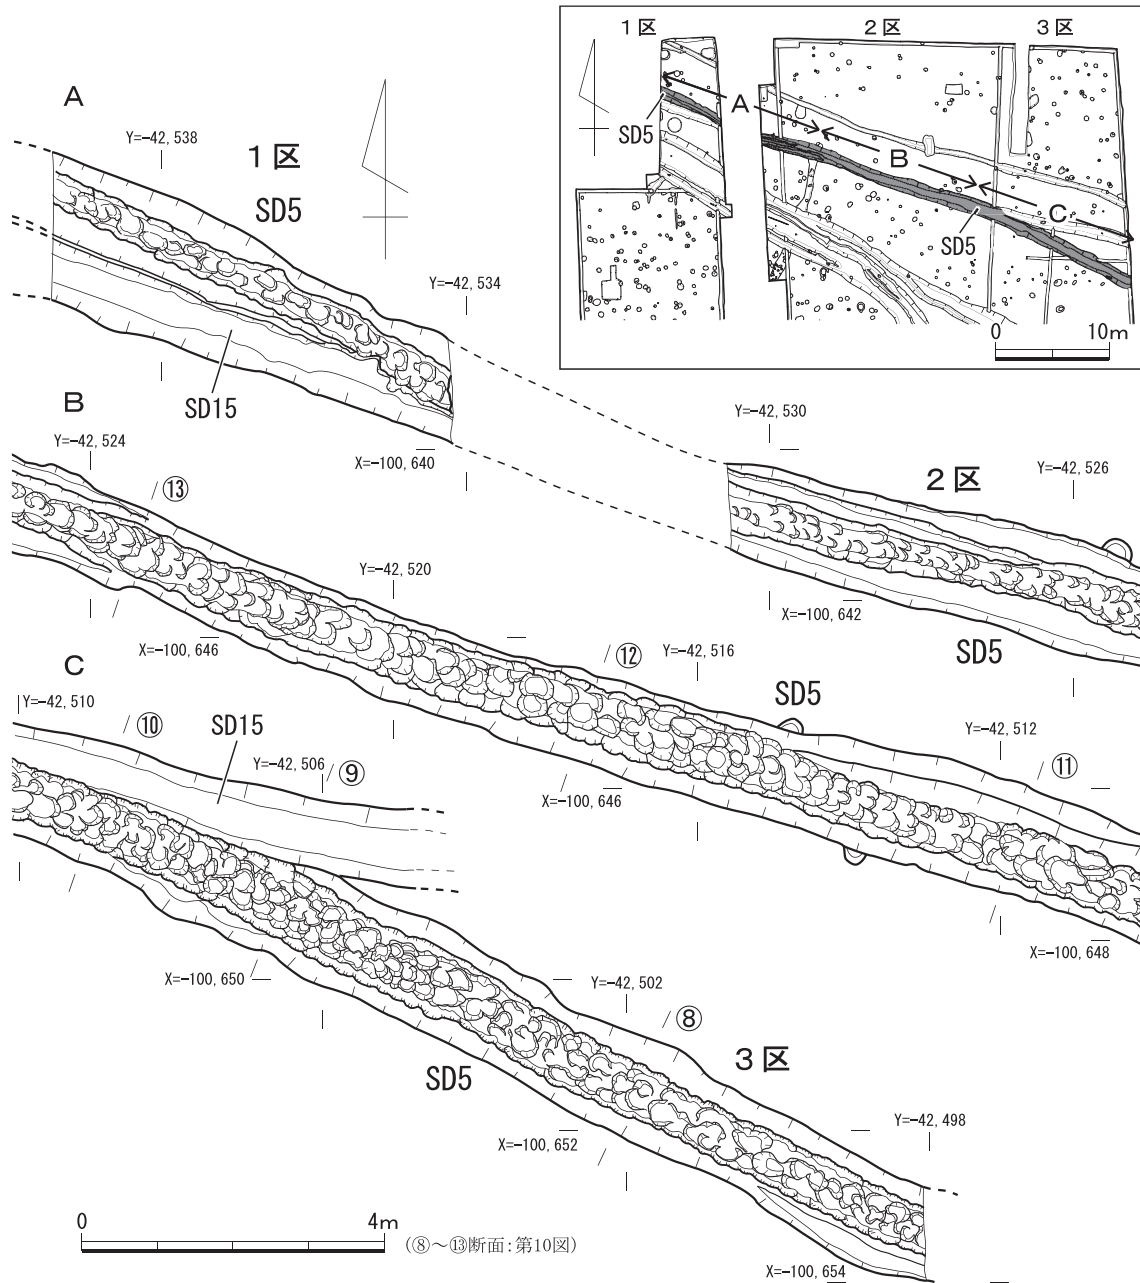 1区
2区
3区
A
SD5
B
SD5
C
0
10m
A
Y=−42, 538
1区
SD5
Y=−42, 534
SD15
X=−100, 640
Y=−42, 530
2区
Y=−42, 526
X=−100, 642
SD5
B
Y=−42, 524
⑬
Y=−42, 520
X=−100, 646
⑫
Y=−42, 516
SD5
Y=−42, 512
⑪
X=−100, 646
X=−100, 648
C
Y=−42, 510
⑩
SD15
Y=−42, 506
⑨
X=−100, 650
Y=−42, 502
⑧
3区
SD5
X=−100, 652
Y=−42, 498
X=−100, 654
0
4m
(⑧〜⑬断面:第10図)